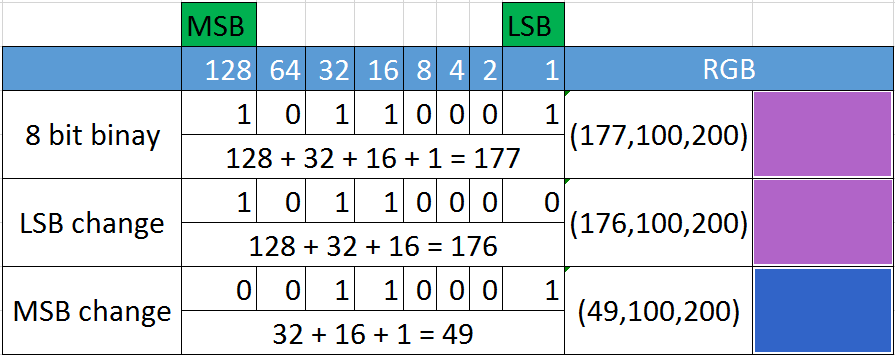 MSB LSB
128 64 32 16 8 4 2 1 RGB
8 bit binay 1 0 1 1 0 0 0 1 (177,100,200)
128 + 32 + 16 + 1 = 177
LSB change 1 0 1 1 0 0 0 0 (176,100,200)
128 + 32 + 16 = 176
MSB change 0 0 1 1 0 0 0 1 (49,100,200)
32 + 16 + 1 = 49